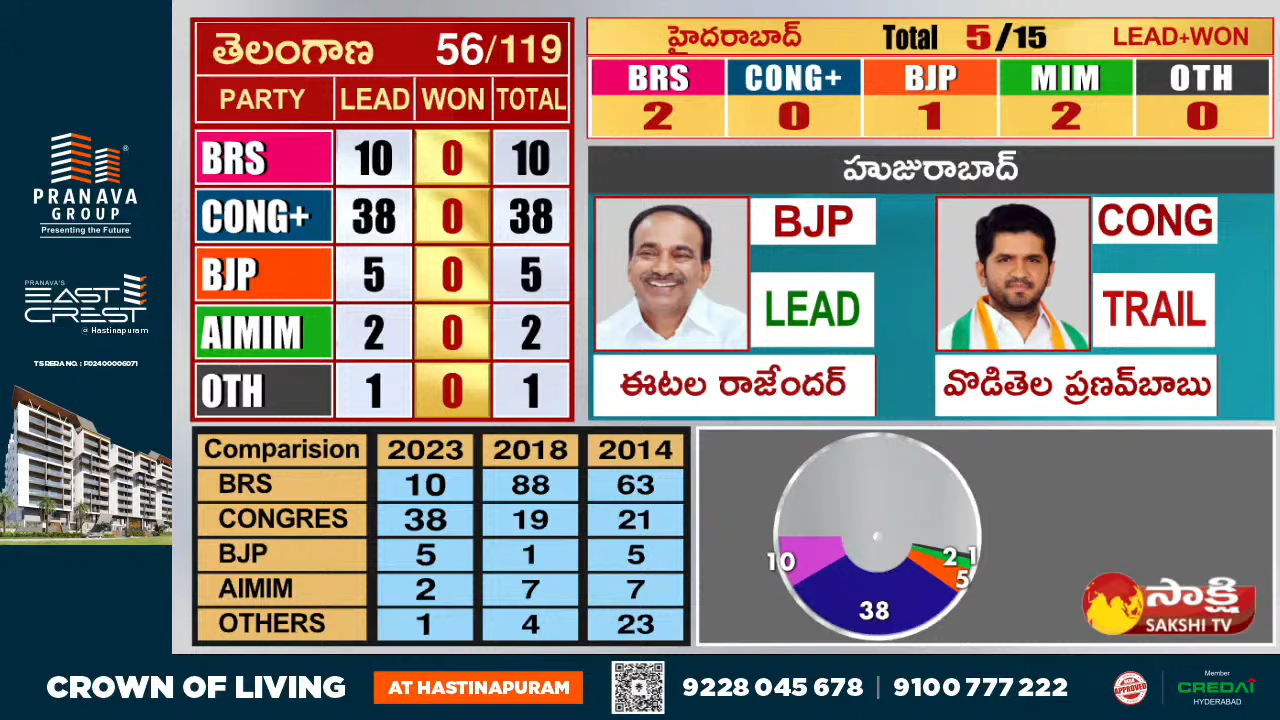 PRANAVA
GROUP
Presenting the Future
PRANAVA'S
EAST
CREST
@ Hastinapuram
TS RERA NO. : P02400006071
తెలంగాణ 56/119
PARTY LEAD WON TOTAL
BRS 10 0 10
CONG+ 38 0 38
BJP 5 0 5
AIMIM 2 0 2
OTH 1 0 1
హైదరాబాద్ Total 5/15 LEAD+WON
BRS CONG+ BJP MIM OTH
2 0 1 2 0
హుజురాబాద్
BJP
LEAD
ఈటల రాజేందర్
CONG
TRAIL
వొడితెల ప్రణవ్‌బాబు
Comparision 2023 2018 2014
BRS 10 88 63
CONGRES 38 19 21
BJP 5 1 5
AIMIM 2 7 7
OTHERS 1 4 23
10
38
5
2
1
సాక్షి
SAKSHI TV
CROWN OF LIVING
AT HASTINAPURAM
9228 045 678 | 9100 777 222
APPROVED
Member
CREDAI
HYDERABAD